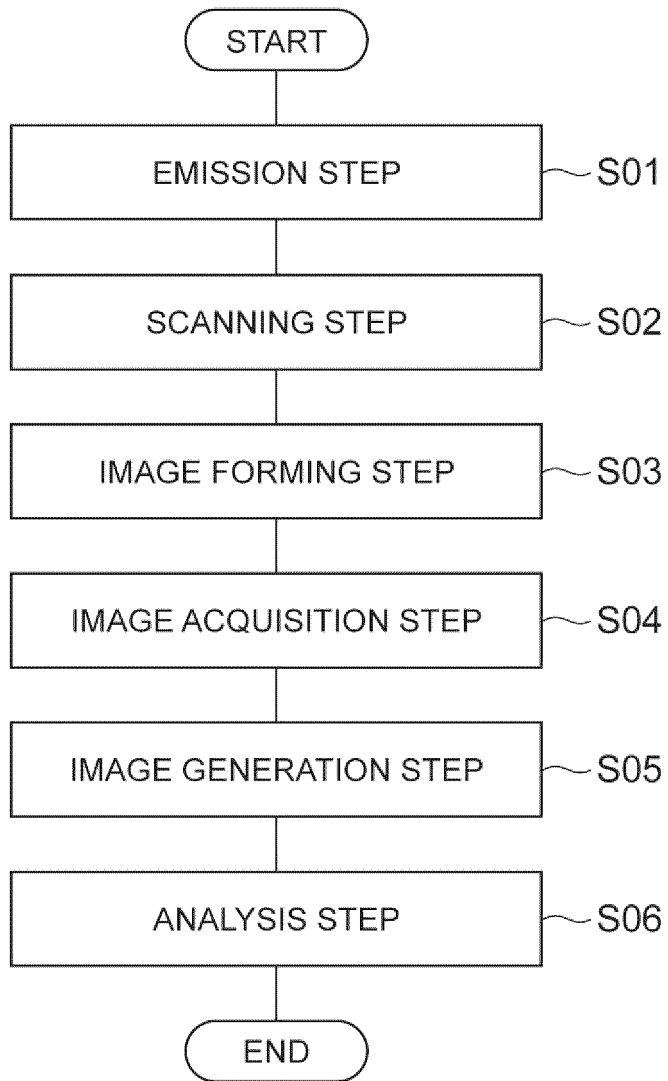 START
EMISSION STEP S01
SCANNING STEP S02
IMAGE FORMING STEP S03
IMAGE ACQUISITION STEP S04
IMAGE GENERATION STEP S05
ANALYSIS STEP S06
END